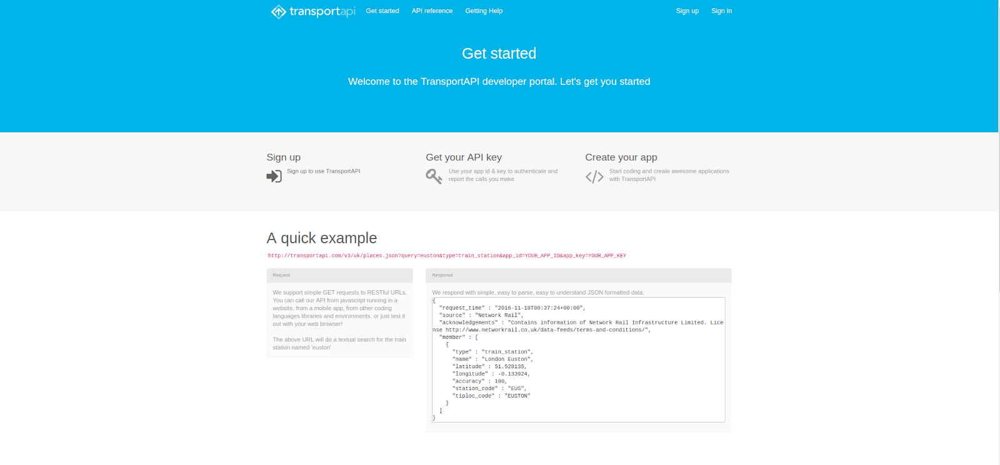 transportapi Get started API reference Getting Help Sign up Sign in
Get started
Welcome to the TransportAPI developer portal. Let's get you started
Sign up
Sign up to use TransportAPI
Get your API key
Use your app id & key to authenticate and
report the calls you make
Create your app
Start coding and create awesome applications
with TransportAPI
A quick example
http://transportapi.com/v3/uk/places.json?query=euston&type=train_station&app_id=YOUR_APP_ID&app_key=YOUR_APP_KEY
Request
We support simple GET requests to RESTful URLs.
You can call our API from javascript running in a
website, from a mobile app, from other coding
languages libraries and environments, or just test it
out with your web browser!
The above URL will do a textual search for the train
station named 'euston'
Response
We respond with simple, easy to parse, easy to understand JSON formatted data:
{
"request_time" : "2016-11-18T00:37:24+00:00",
"source" : "Network Rail",
"acknowledgements" : "Contains information of Network Rail Infrastructure Limited. Lice
nse http://www.networkrail.co.uk/data-feeds/terms-and-conditions/",
"member" : [
{
"type" : "train_station",
"name" : "London Euston",
"latitude" : 51.528135,
"longitude" : -0.133924,
"accuracy" : 100,
"station_code" : "EUS",
"tiploc_code" : "EUSTON"
}
]
}